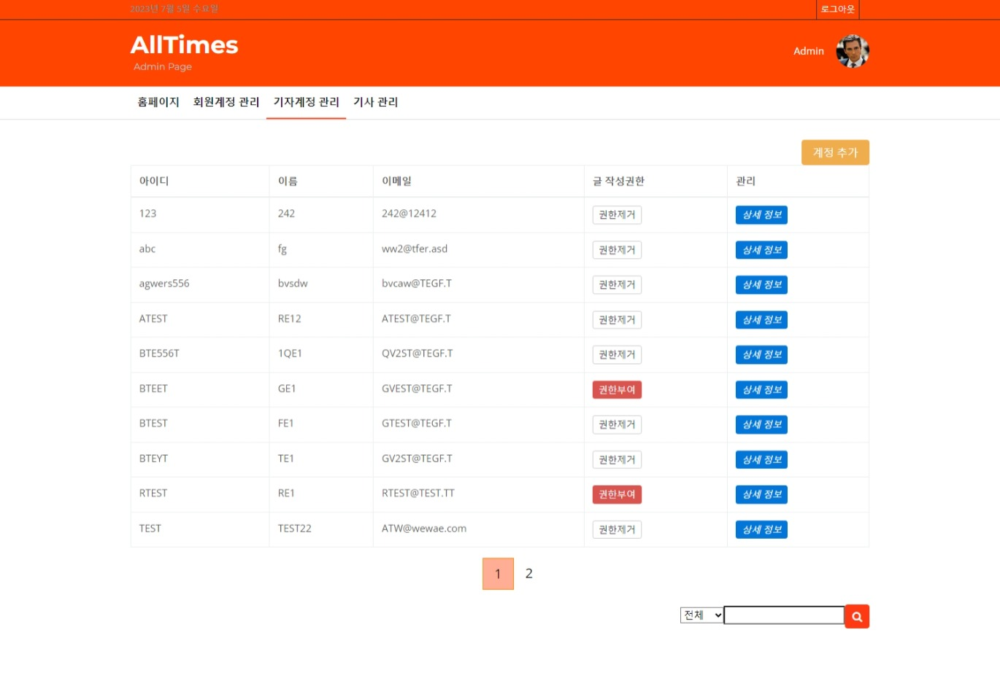 2023년 7월 5일 수요일
로그아웃
AllTimes
Admin Page
Admin
홈페이지 회원계정 관리 기자계정 관리 기사 관리
계정 추가
아이디 이름 이메일 글 작성권한 관리
123 242 242@12412 권한제거 상세 정보
abc fg ww2@tfer.asd 권한제거 상세 정보
agwers556 bvsdw bvcaw@TEGF.T 권한제거 상세 정보
ATEST RE12 ATEST@TEGF.T 권한제거 상세 정보
BTE556T 1QE1 QV2ST@TEGF.T 권한제거 상세 정보
BTEET GE1 GVEST@TEGF.T 권한부여 상세 정보
BTEST FE1 GTEST@TEGF.T 권한제거 상세 정보
BTEYT TE1 GV2ST@TEGF.T 권한제거 상세 정보
RTEST RE1 RTEST@TEST.TT 권한부여 상세 정보
TEST TEST22 ATW@wewae.com 권한제거 상세 정보
1 2
전체